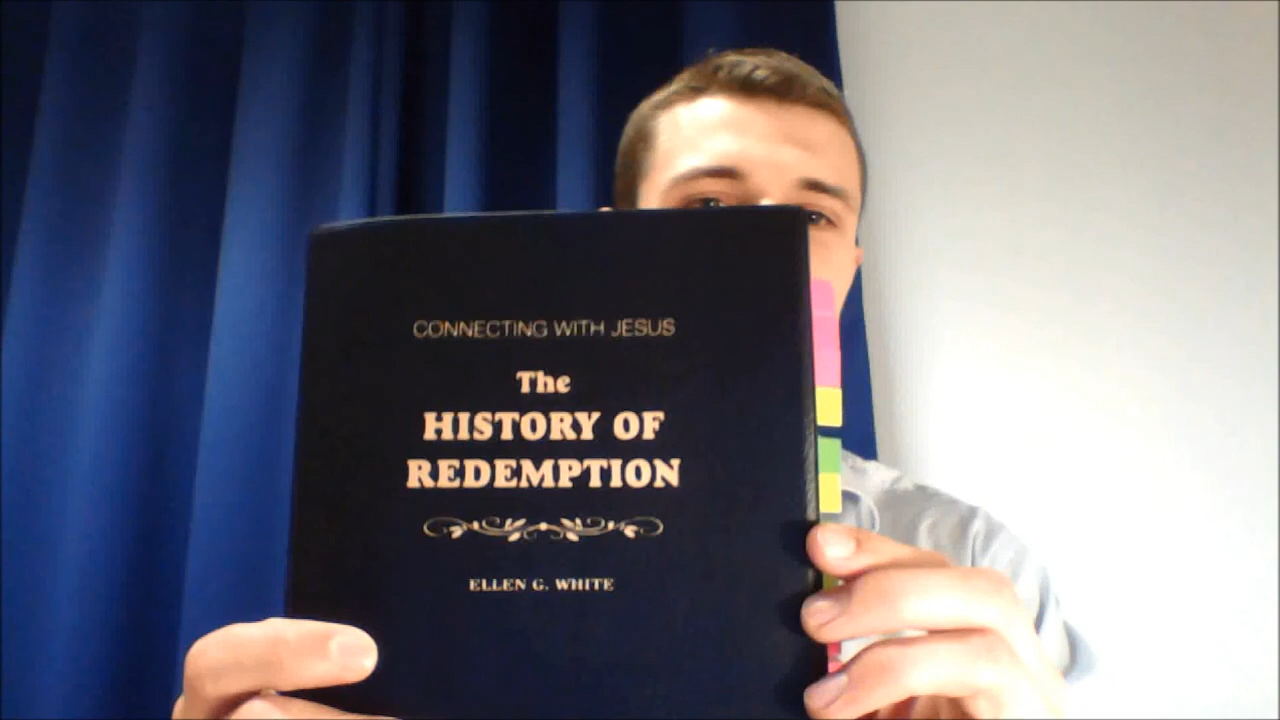 CONNECTING WITH JESUS
The
HISTORY OF
REDEMPTION
ELLEN G. WHITE